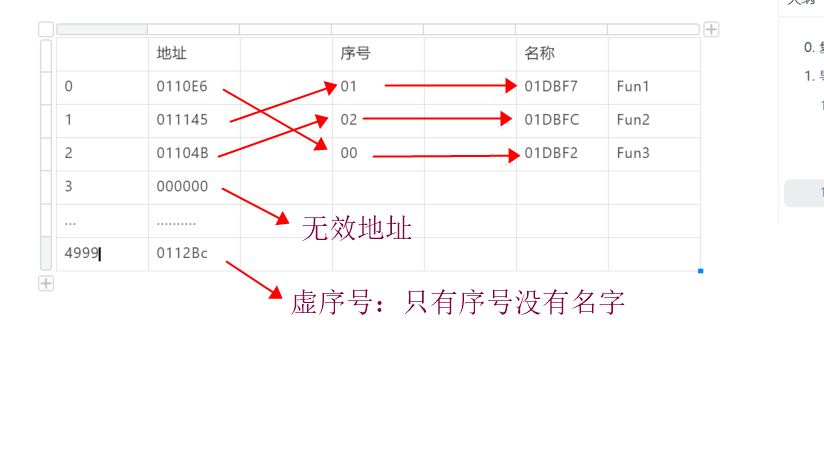 地址 序号 名称
0 0110E6 01 01DBF7 Fun1
1 011145 02 01DBFC Fun2
2 01104B 00 01DBF2 Fun3
3 000000
... ..........
4999 0112Bc
无效地址
虚序号：只有序号没有名字
0.
1.